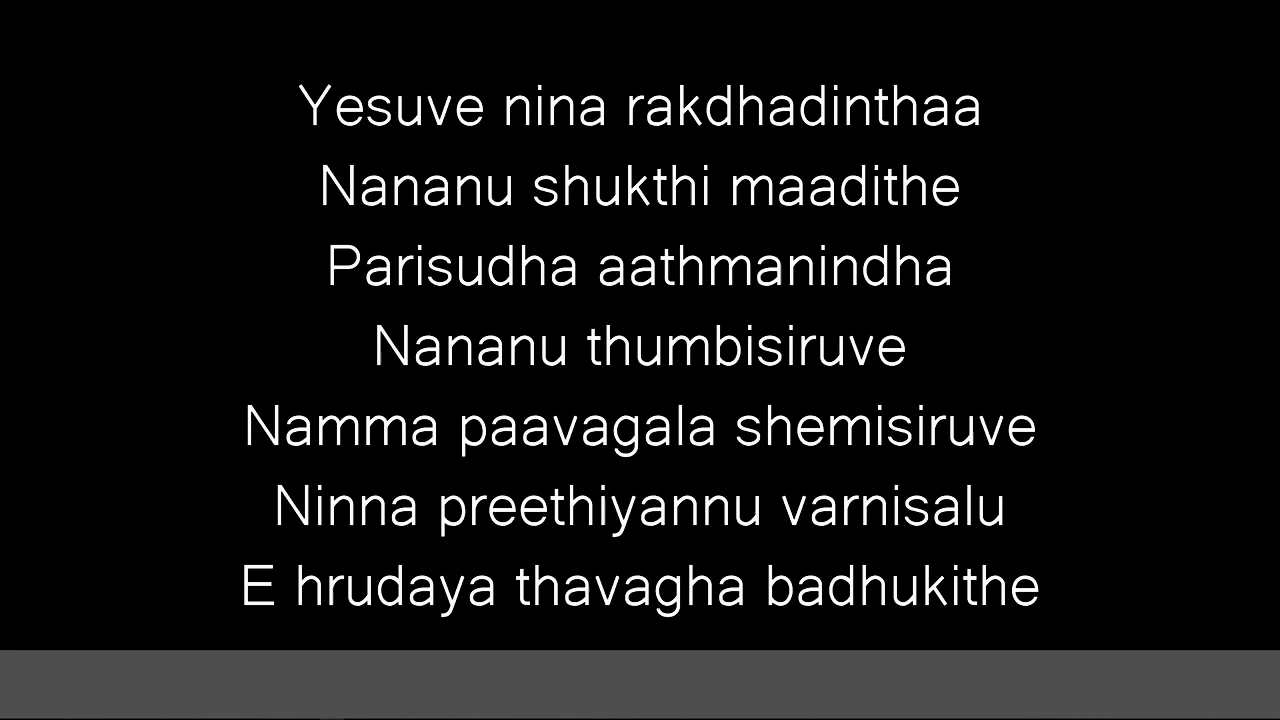 Yesuve nina rakdhadinthaa
Nananu shukthi maadithe
Parisudha aathmanindha
Nananu thumbisiruve
Namma paavagala shemisiruve
Ninna preethiyannu varnisalu
E hrudaya thavagha badhukithe